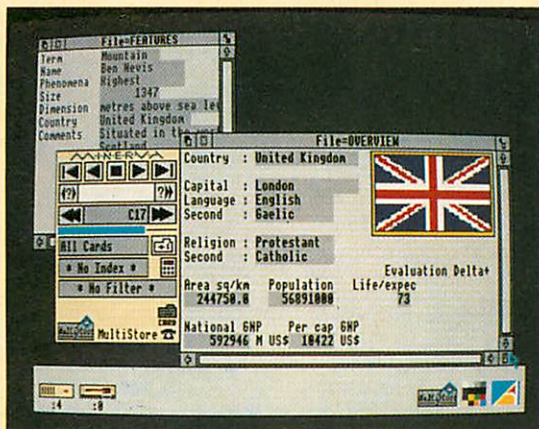 File=FEATURES
Term Mountain
Name Ben Nevis
Phenomena Highest
Size 1347
Dimension metres above sea lev
Country United Kingdom
Comments Situated in the
Scotland
MINERVA
(?) ?)
C17
All Cards
* No Index *
* No Filter *
CARD
MultiStore
File=OVERVIEW
Country : United Kingdom
Capital : London
Language : English
Second : Gaelic
Religion : Protestant
Second : Catholic
Evaluation Delta+
Area sq/km Population Life/expec
244750.0 56891000 73
National GNP Per cap GNP
592946 M US$ 10422 US$
:4 :0
MultiStore